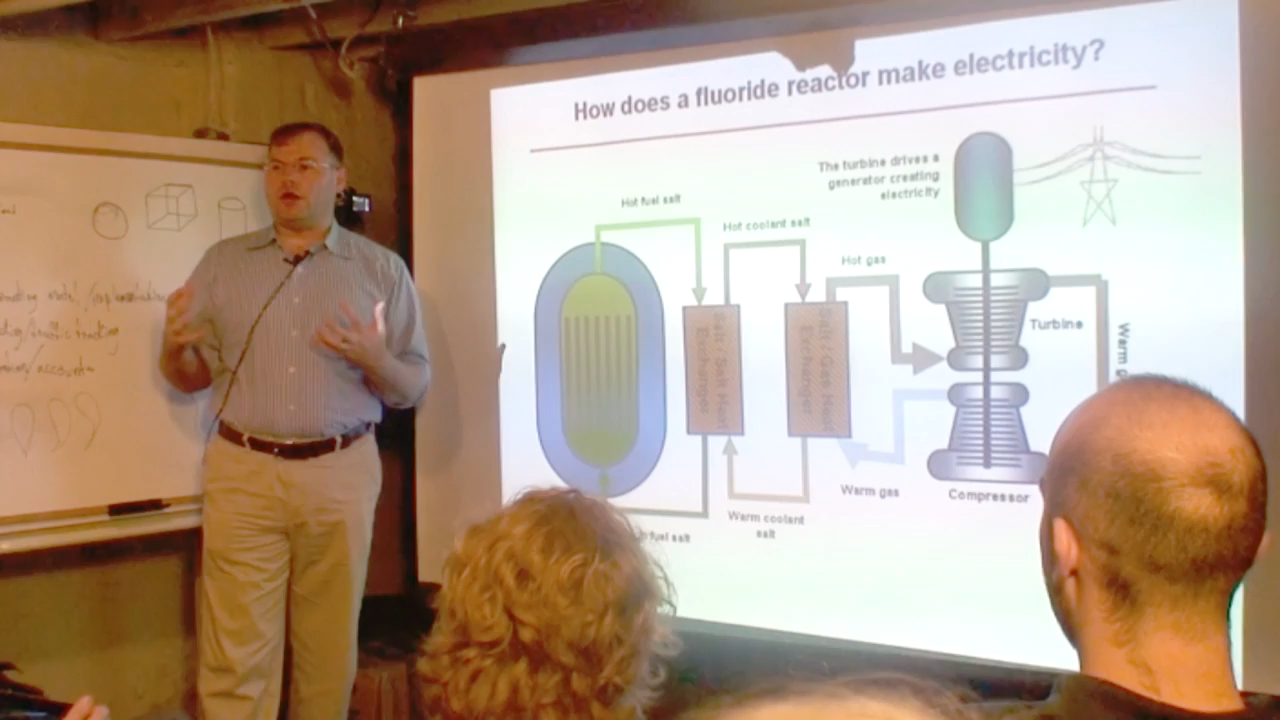 How does a fluoride reactor make electricity?
The turbine drives a
generator creating
electricity
Hot fuel salt
Hot coolant salt
Hot gas
Salt / Salt Heat
Exchanger
Salt / Gas Heat
Exchanger
Turbine
Warm
Warm gas
Compressor
Warm coolant
salt
fuel salt